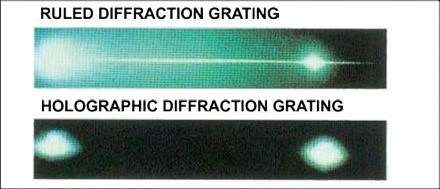 RULED DIFFRACTION GRATING
HOLOGRAPHIC DIFFRACTION GRATING